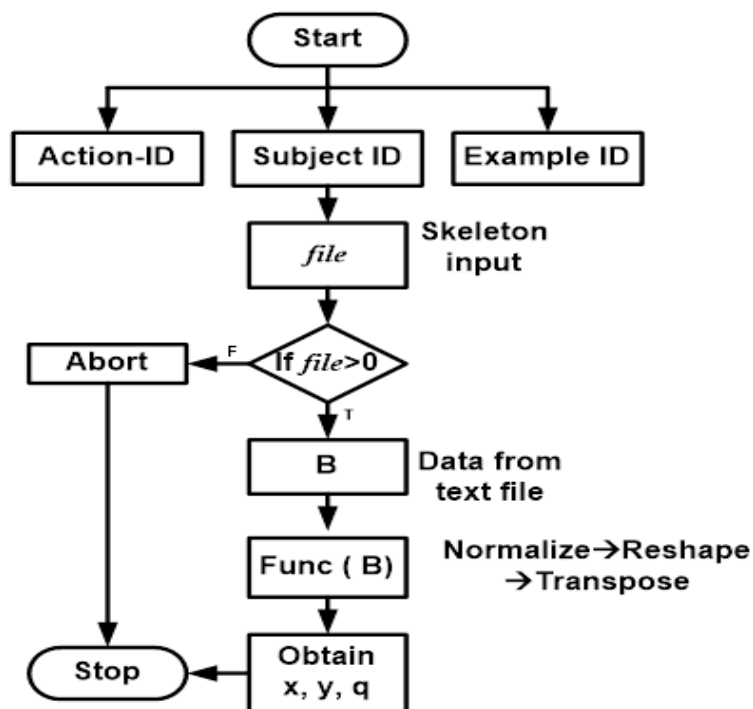 Start
Action-ID
Subject ID
Example ID
file
Skeleton
input
If file>0
F
Abort
T
B
Data from
text file
Func ( B)
Normalize→Reshape
→Transpose
Obtain
x, y, q
Stop